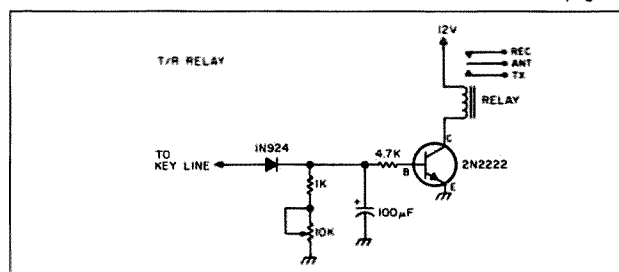 12V
REC
T/R RELAY
ANT
TX
RELAY
C
TO
KEY LINE
1N924
4.7K
B
2N2222
1K
E
+
100µF
10K